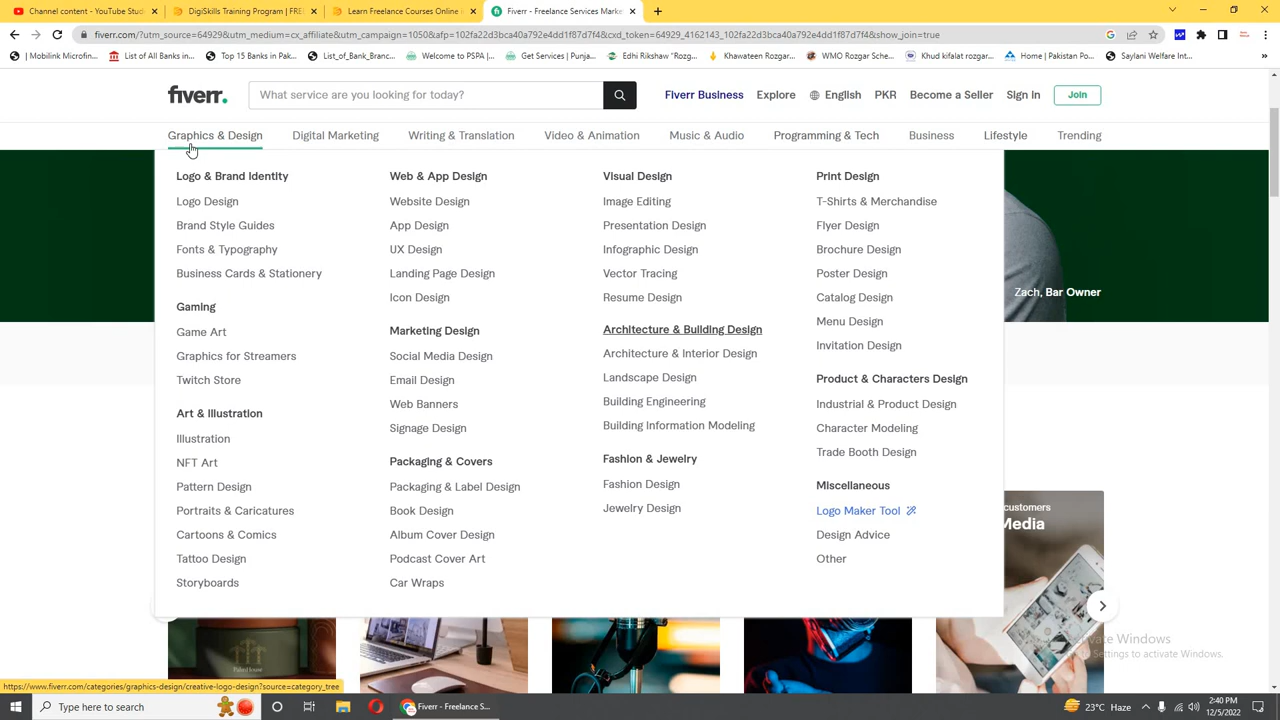 Channel content - YouTube Studio
DigiSkills Training Program | FREE
Learn Freelance Courses Online
Fiverr - Freelance Services Market
fiverr.com/?utm_source=64929&utm_medium=cx_affiliate&utm_campaign=1050&afp=&cxd_token=64929_4162143_102fa22d3bca40a217e4dd1f87d7f4&show_join=true
| Mobilink Microfin...
List of All Banks in...
Top 15 Banks in Pak...
List_of_Bank_Branc...
Welcome to PSPA |...
Get Services | Punja...
Edhi Rikshaw "Rozg...
Khawateen Rozgar...
WMO Rozgar Schem...
Khud kifalat rozgar...
Home | Pakistan Po...
Saylani Welfare Int...
fiverr.
What service are you looking for today?
Fiverr Business
Explore
English
PKR
Become a Seller
Sign In
Join
Graphics & Design
Digital Marketing
Writing & Translation
Video & Animation
Music & Audio
Programming & Tech
Business
Lifestyle
Trending
Logo & Brand Identity
Logo Design
Brand Style Guides
Fonts & Typography
Business Cards & Stationery
Gaming
Game Art
Graphics for Streamers
Twitch Store
Art & Illustration
Illustration
NFT Art
Pattern Design
Portraits & Caricatures
Cartoons & Comics
Tattoo Design
Storyboards
Web & App Design
Website Design
App Design
UX Design
Landing Page Design
Icon Design
Marketing Design
Social Media Design
Email Design
Web Banners
Signage Design
Packaging & Covers
Packaging & Label Design
Book Design
Album Cover Design
Podcast Cover Art
Car Wraps
Visual Design
Image Editing
Presentation Design
Infographic Design
Vector Tracing
Resume Design
Architecture & Building Design
Architecture & Interior Design
Landscape Design
Building Engineering
Building Information Modeling
Fashion & Jewelry
Fashion Design
Jewelry Design
Print Design
T-Shirts & Merchandise
Flyer Design
Brochure Design
Poster Design
Catalog Design
Menu Design
Invitation Design
Product & Characters Design
Industrial & Product Design
Character Modeling
Trade Booth Design
Miscellaneous
Logo Maker Tool
Design Advice
Other
Zach, Bar Owner
customers
Media
https://www.fiverr.com/categories/graphics-design/creative-logo-design?source=category_tree
Type here to search
Fiverr - Freelance S...
23°C Haze
2:40 PM
12/5/2022